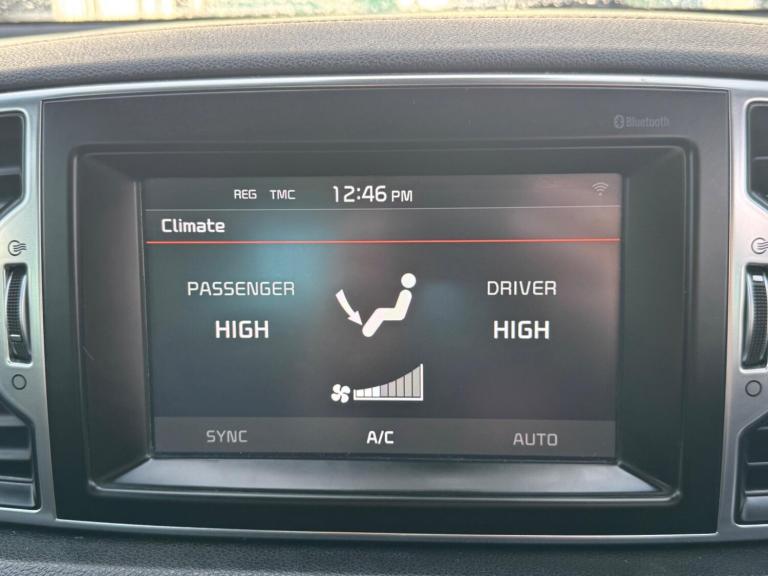 Bluetooth
REG TMC 12:46 PM
Climate
PASSENGER DRIVER
HIGH HIGH
SYNC A/C AUTO